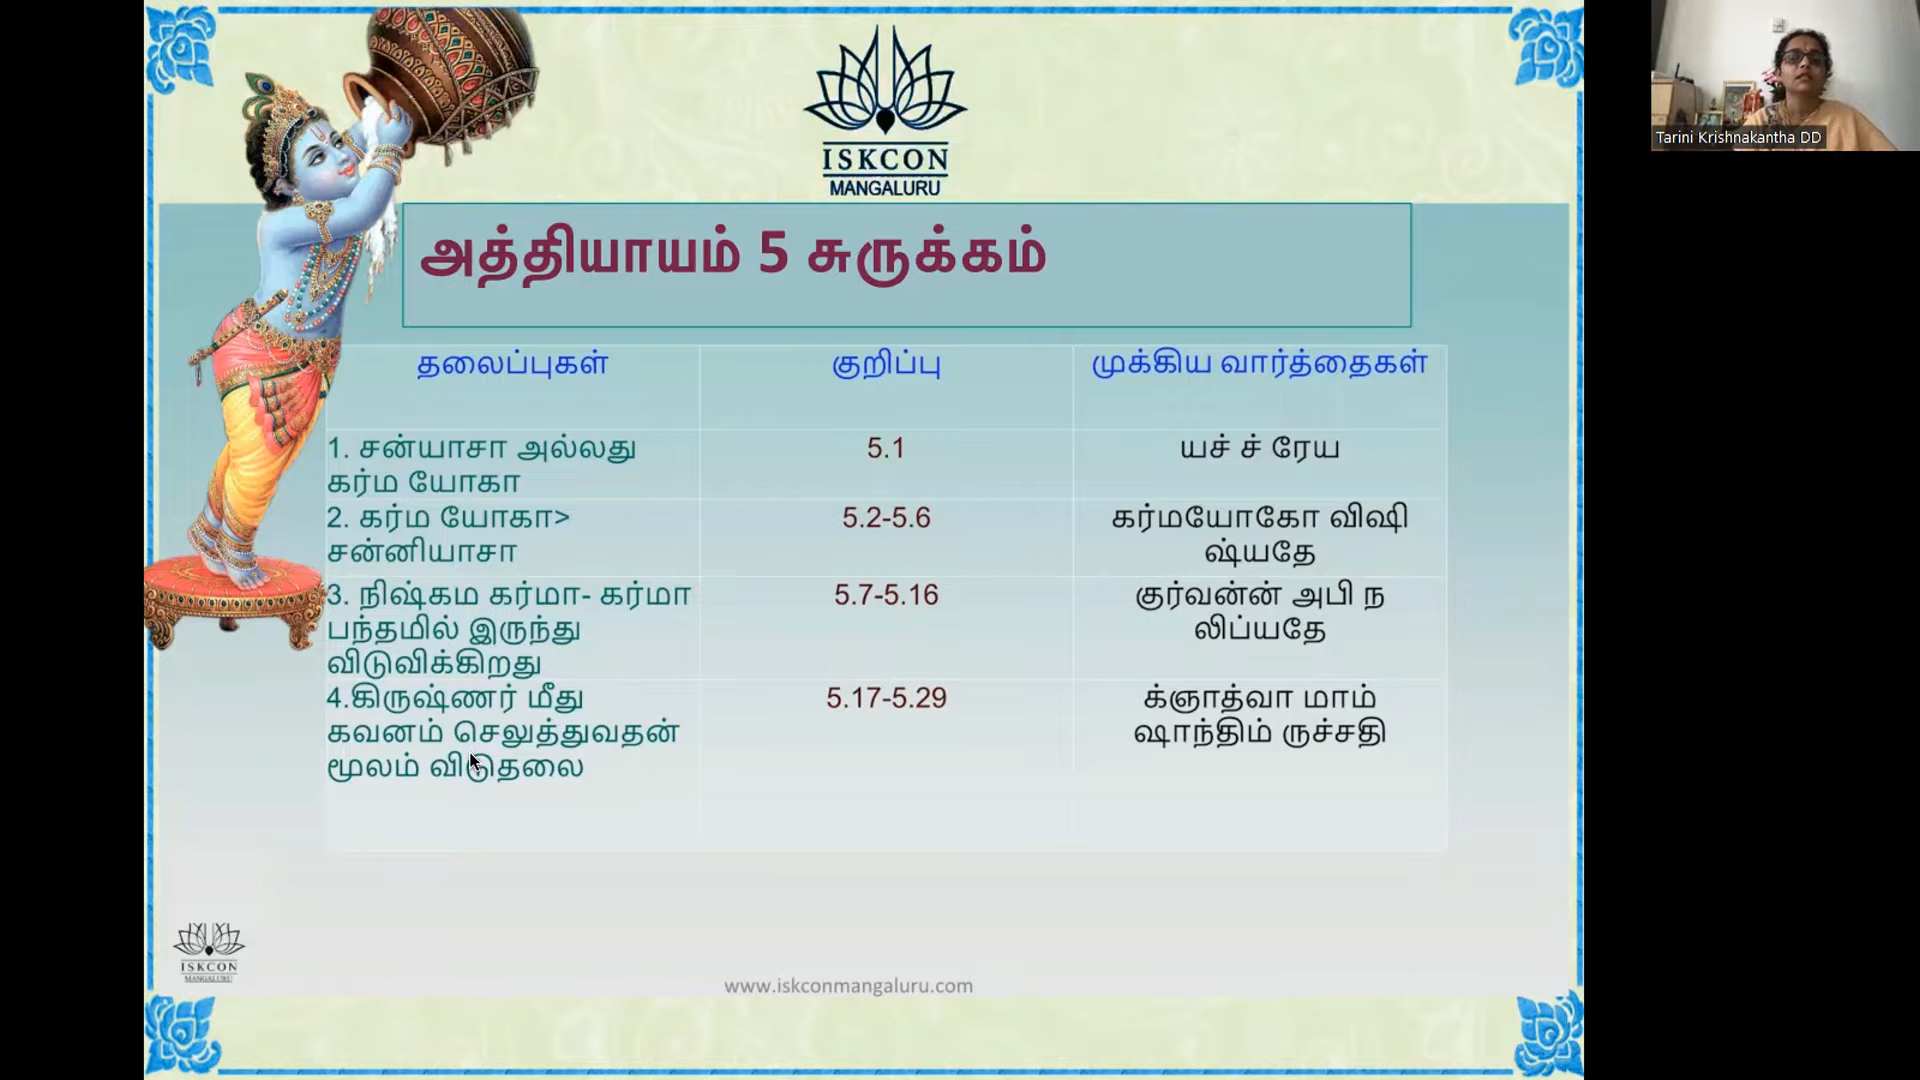 ISKCON
MANGALURU
Tarini Krishnakantha DD
அத்தியாயம் 5 சுருக்கம்
தலைப்புகள் குறிப்பு முக்கிய வார்த்தைகள்
1. சன்யாசா அல்லது
கர்ம யோகா
5.1
யச் ச் ரேய
2. கர்ம யோகா>
சன்னியாசா
5.2-5.6
கர்மயோகோ விஷி
ஷ்யதே
3. நிஷ்கம கர்மா- கர்மா
பந்தமில் இருந்து
விடுவிக்கிறது
5.7-5.16
குர்வன்ன் அபி ந
லிப்யதே
4.கிருஷ்ணர் மீது
கவனம் செலுத்துவதன்
மூலம் விடுதலை
5.17-5.29
க்ஞாத்வா மாம்
ஷாந்திம் ருச்சதி
ISKCON
MANGALURU
www.iskconmangaluru.com